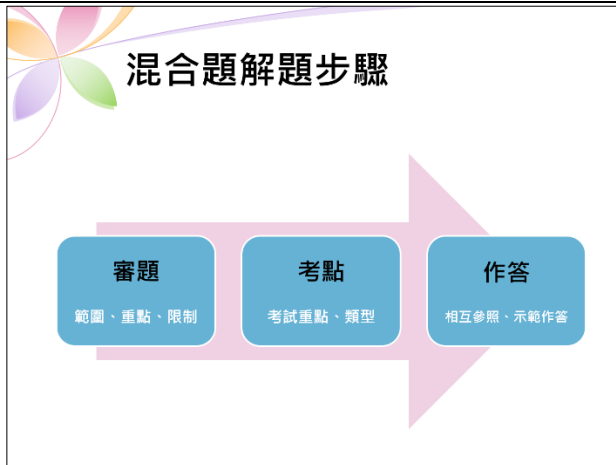 混合題解題步驟
審題
範圍、重點、限制
考點
考試重點、類型
作答
相互參照、示範作答